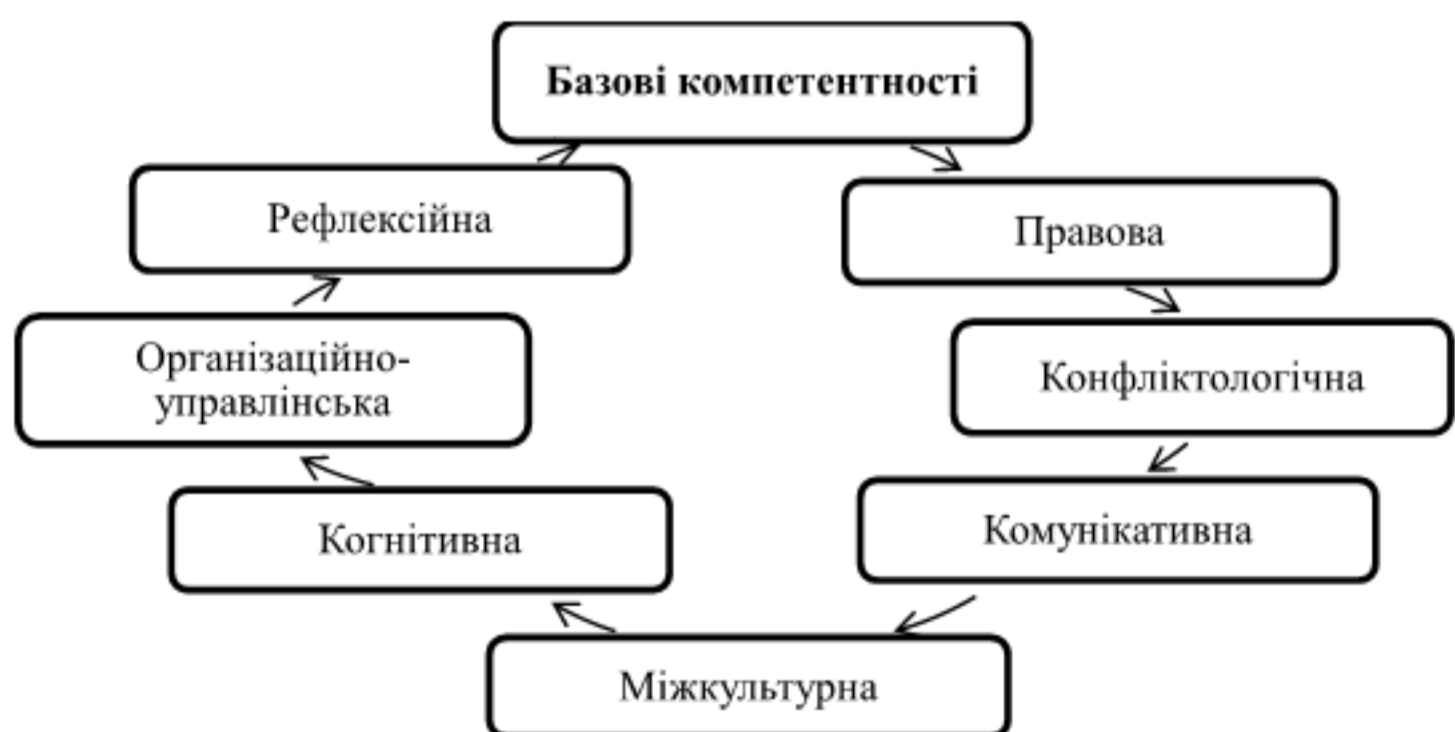 Базові компетентності
Рефлексійна
Правова
Організаційно-
управлінська
Конфліктологічна
Когнітивна
Комунікативна
Міжкультурна